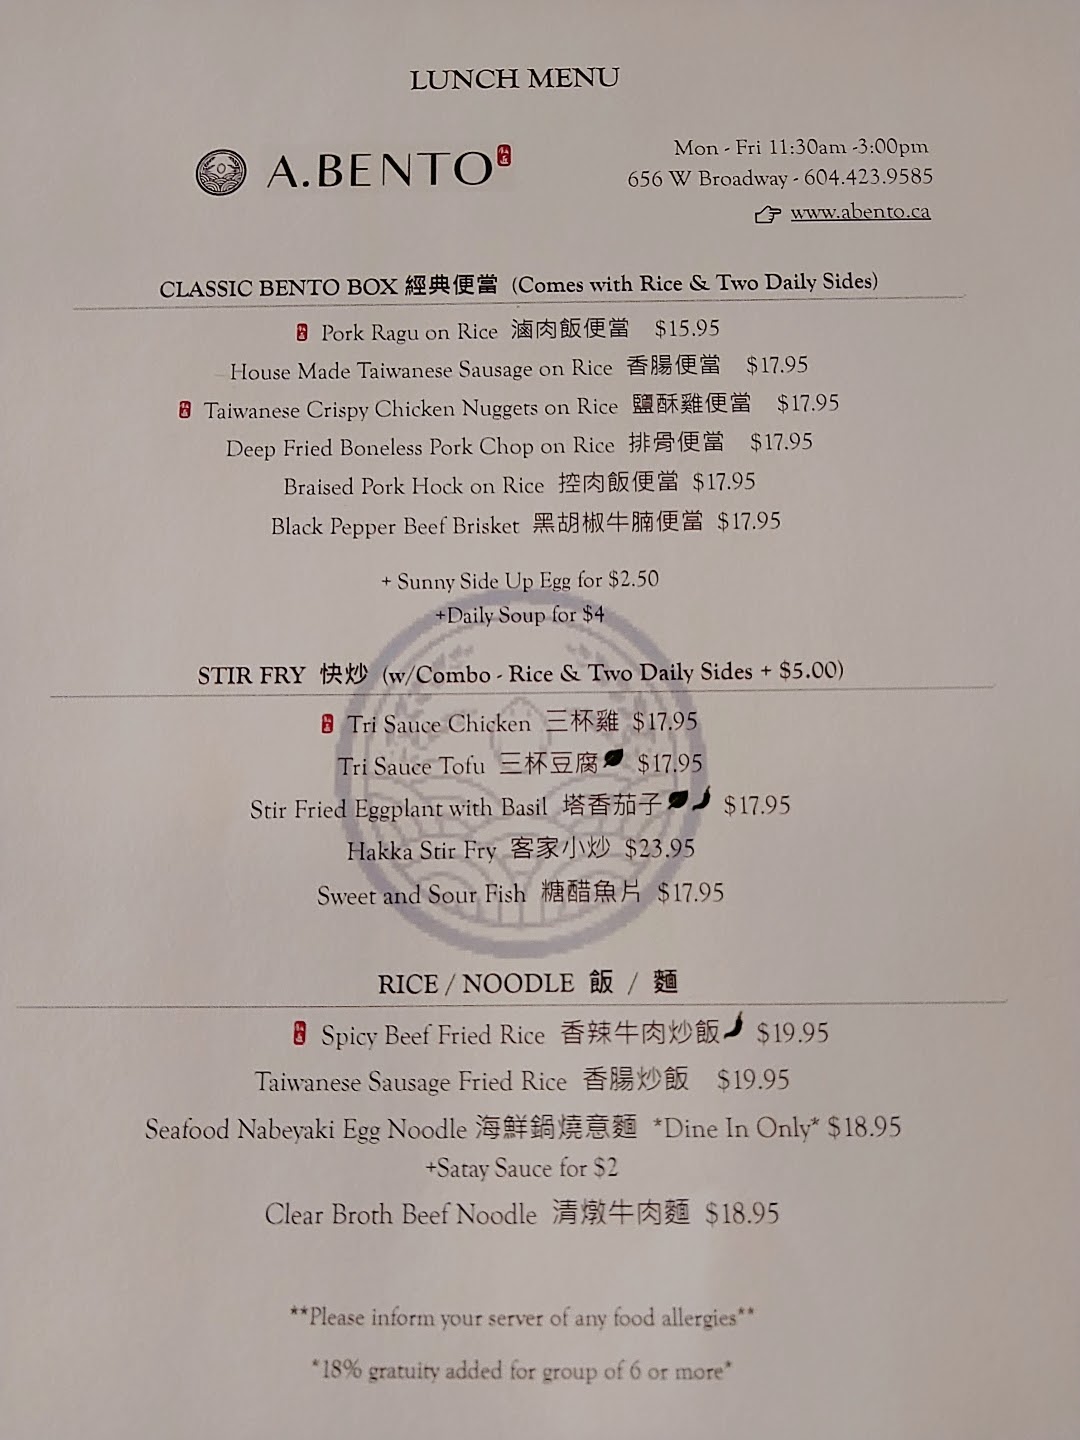 LUNCH MENU
A.BENTO
Mon - Fri 11:30am -3:00pm
656 W Broadway - 604.423.9585
www.abento.ca
CLASSIC BENTO BOX 經典便當 (Comes with Rice & Two Daily Sides)
Pork Ragu on Rice 滷肉飯便當 $15.95
House Made Taiwanese Sausage on Rice 香腸便當 $17.95
Taiwanese Crispy Chicken Nuggets on Rice 鹽酥雞便當 $17.95
Deep Fried Boneless Pork Chop on Rice 排骨便當 $17.95
Braised Pork Hock on Rice 控肉飯便當 $17.95
Black Pepper Beef Brisket 黑胡椒牛腩便當 $17.95
+ Sunny Side Up Egg for $2.50
+Daily Soup for $4
STIR FRY 快炒 (w/Combo - Rice & Two Daily Sides + $5.00)
Tri Sauce Chicken 三杯雞 $17.95
Tri Sauce Tofu 三杯豆腐 $17.95
Stir Fried Eggplant with Basil 塔香茄子 $17.95
Hakka Stir Fry 客家小炒 $23.95
Sweet and Sour Fish 糖醋魚片 $17.95
RICE / NOODLE 飯 / 麵
Spicy Beef Fried Rice 香辣牛肉炒飯 $19.95
Taiwanese Sausage Fried Rice 香腸炒飯 $19.95
Seafood Nabeyaki Egg Noodle 海鮮鍋燒意麵 *Dine In Only* $18.95
+Satay Sauce for $2
Clear Broth Beef Noodle 清燉牛肉麵 $18.95
**Please inform your server of any food allergies**
*18% gratuity added for group of 6 or more*